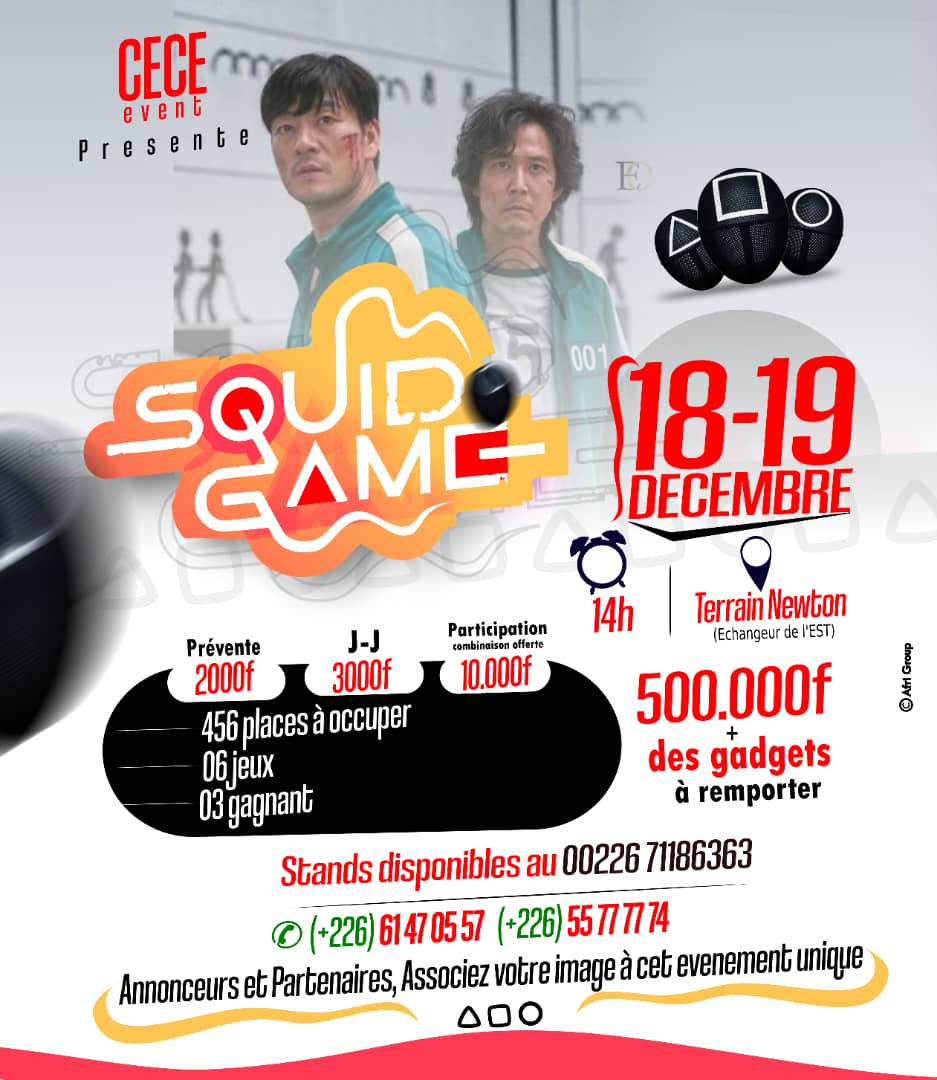 CECE
event
Presente
EO
001
SQUID
GAME
18-19
DECEMBRE
14h
Terrain Newton
(Echangeur de l'EST)
Prévente
2000f
J-J
3000f
Participation
combinaison offerte
10.000f
456 places à occuper
06 jeux
03 gagnant
500.000f
+
des gadgets
à remporter
© Afri Group
Stands disponibles au 00226 71186363
(+226) 61 47 05 57 (+226) 55 77 77 74
Annonceurs et Partenaires, Associez votre image à cet evenement unique